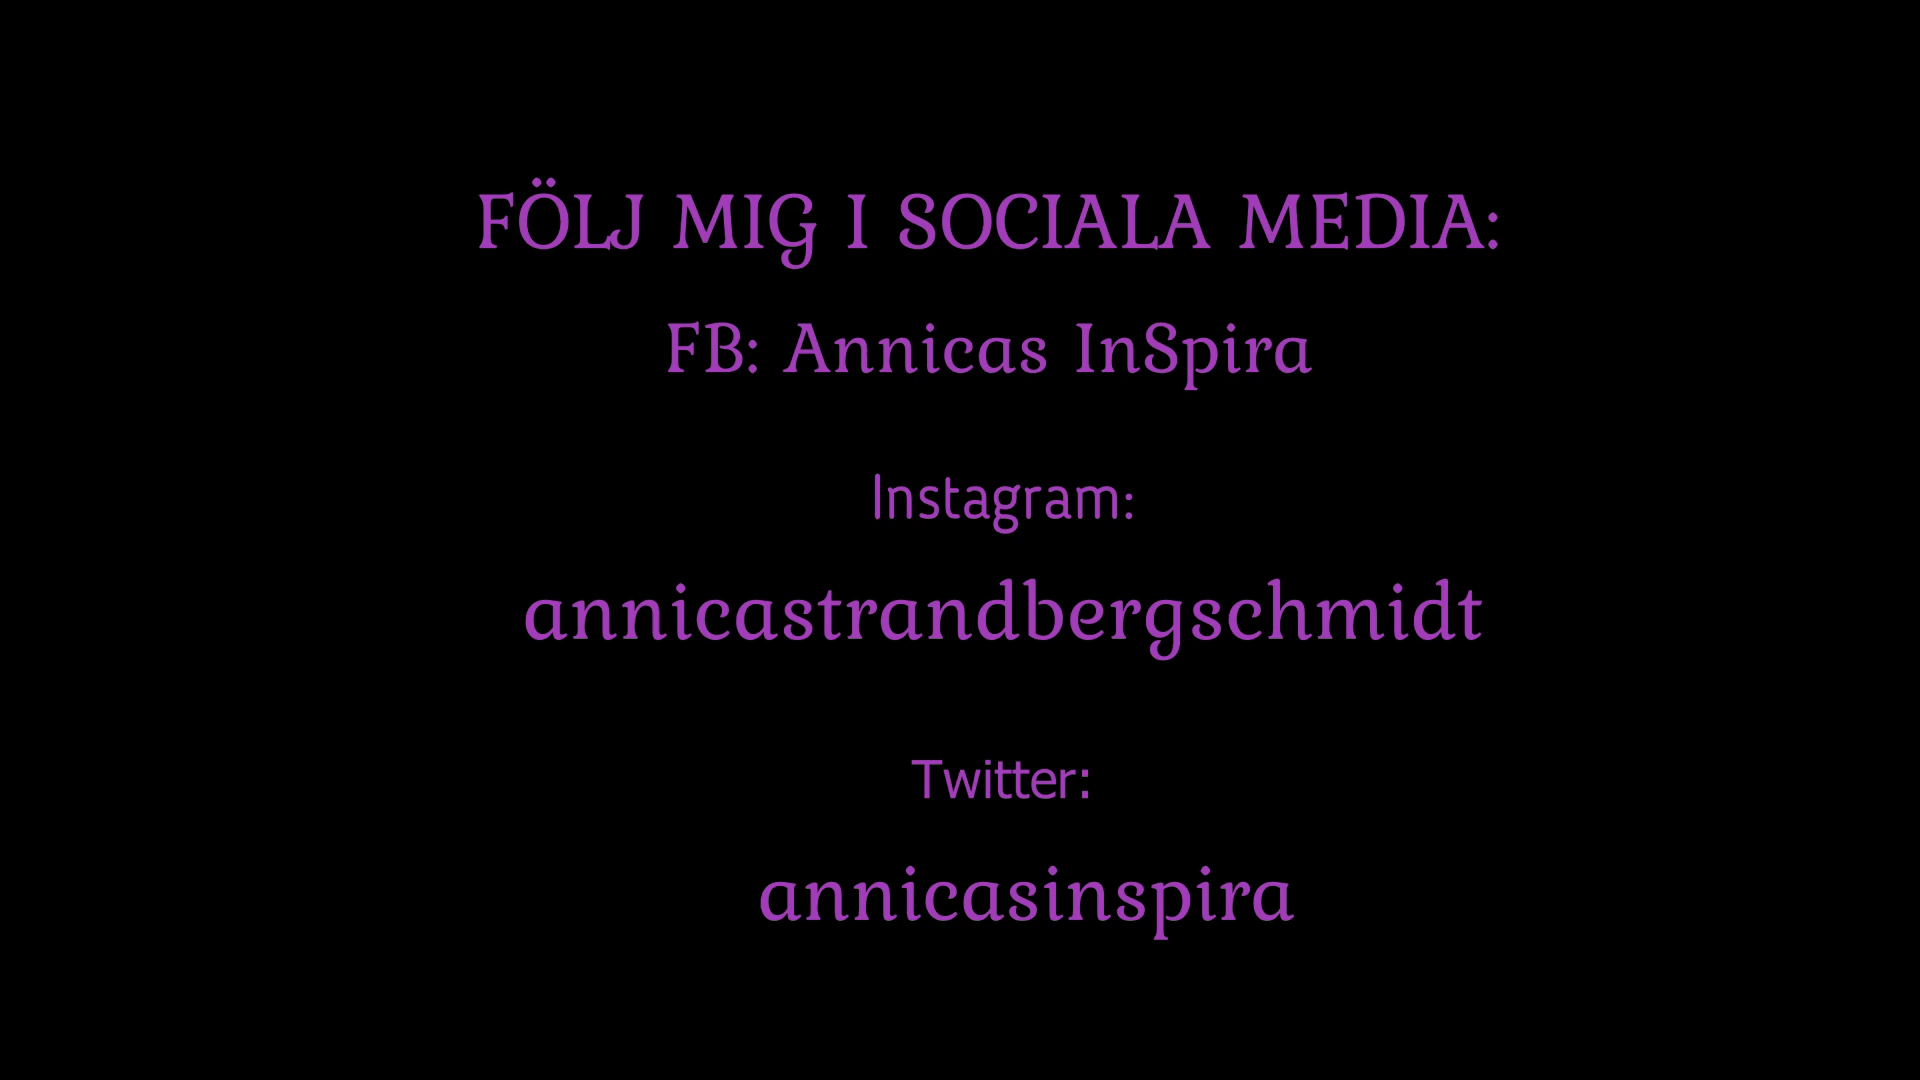 FÖLJ MIG I SOCIALA MEDIA:
FB: Annicas InSpira
Instagram:
annicastrandbergschmidt
Twitter:
annicasinspira